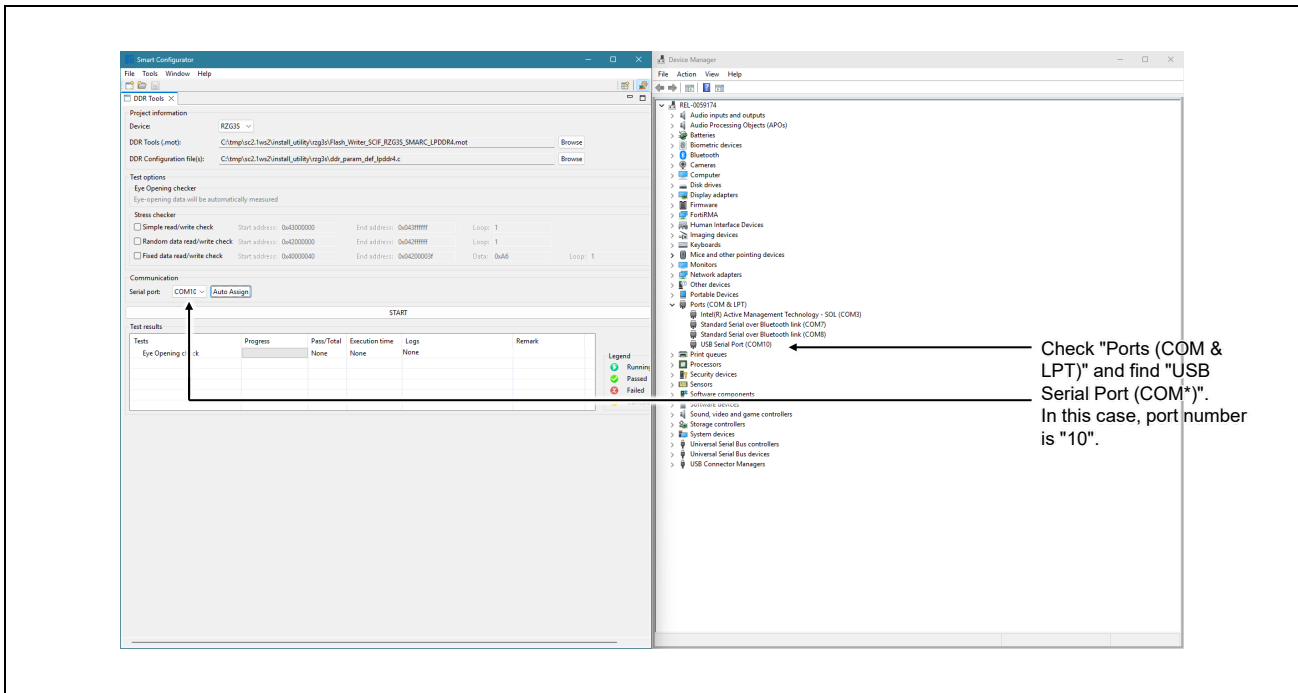 Smart Configurator
File Tools Window Help
DDR Tools
Project information
Device: RZG3S
DDR Tools (.mot): C:\tmp\sc2.1ws2\install_utility\rzg3s\Flash_Writer_SCIF_RZG3S_SMARC_LPDDR4.mot Browse
DDR Configuration file(s): C:\tmp\sc2.1ws2\install_utility\rzg3s\ddr_param_def_lpddr4.c Browse
Test options
Eye Opening checker
Eye-opening data will be automatically measured
Stress checker
Simple read/write check Start address: 0x43000000 End address: 0x043fffffff Loop: 1
Random data read/write check Start address: 0x42000000 End address: 0x042fffffff Loop: 1
Fixed data read/write check Start address: 0x40000040 End address: 0x04200003f Data: 0xA6 Loop: 1
Communication
Serial port: COM10 Auto Assign
START
Test results
Tests Progress Pass/Total Execution time Logs Remark
Eye Opening check None None None
Legend
Running
Passed
Failed
Device Manager
File Action View Help
REL-0059174
Audio inputs and outputs
Audio Processing Objects (APOs)
Batteries
Biometric devices
Bluetooth
Cameras
Computer
Disk drives
Display adapters
Firmware
FortiRMA
Human Interface Devices
Imaging devices
Keyboards
Mice and other pointing devices
Monitors
Network adapters
Other devices
Portable Devices
Ports (COM & LPT)
Intel(R) Active Management Technology - SOL (COM3)
Standard Serial over Bluetooth link (COM7)
Standard Serial over Bluetooth link (COM8)
USB Serial Port (COM10)
Print queues
Processors
Security devices
Sensors
Software components
Software devices
Sound, video and game controllers
Storage controllers
System devices
Universal Serial Bus controllers
Universal Serial Bus devices
USB Connector Managers
Check "Ports (COM &
LPT)" and find "USB
Serial Port (COM*)".
In this case, port number
is "10".